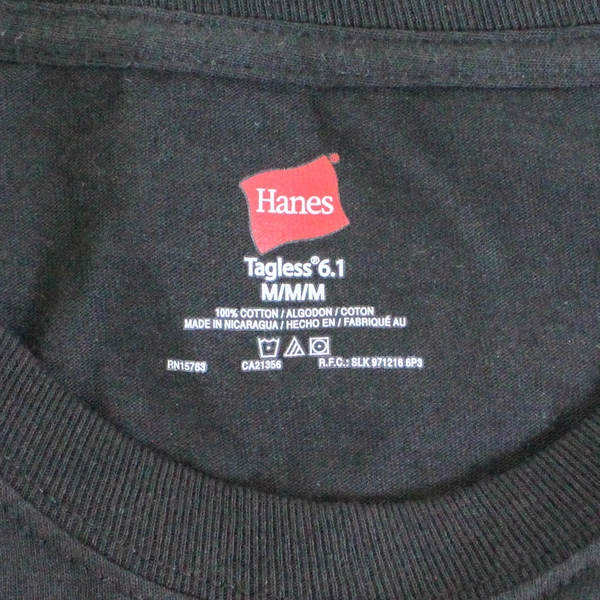 Hanes
Tagless® 6.1
M/M/M
100% COTTON / ALGODON / COTON
MADE IN NICARAGUA / HECHO EN / FABRIQUÉ AU
RN15763 CA21356 R.F.C.: SLK 971216 6P3